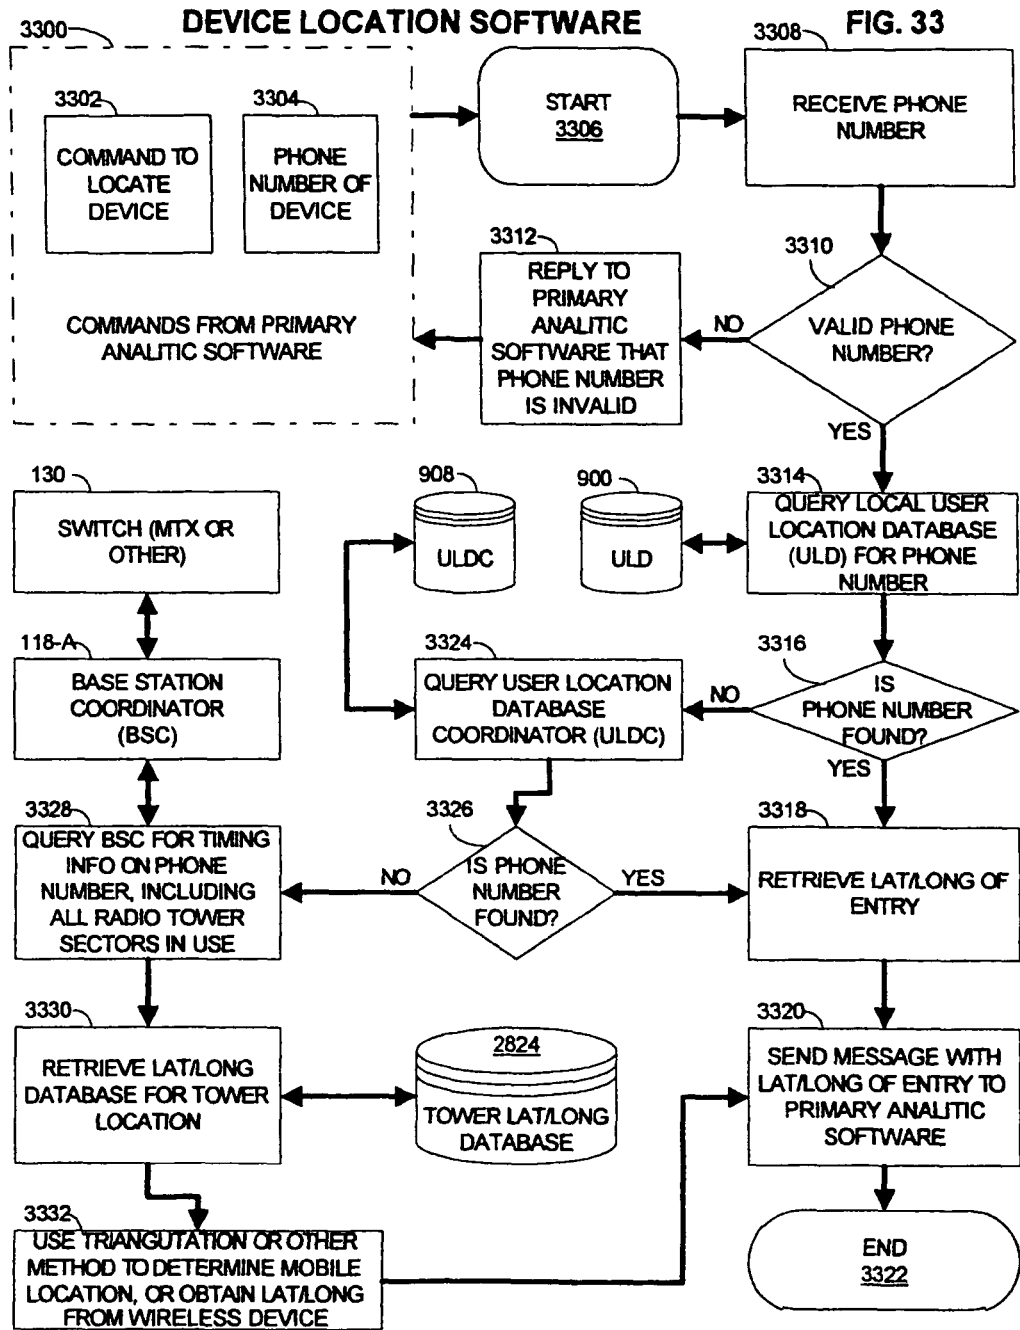 DEVICE LOCATION SOFTWARE
FIG. 33
3300
3302
COMMAND TO
LOCATE
DEVICE
3304
PHONE
NUMBER OF
DEVICE
COMMANDS FROM PRIMARY
ANALITIC SOFTWARE
START
3306
3308
RECEIVE PHONE
NUMBER
3310
VALID PHONE
NUMBER?
NO
YES
3312
REPLY TO
PRIMARY
ANALITIC
SOFTWARE THAT
PHONE NUMBER
IS INVALID
130
SWITCH (MTX OR
OTHER)
908
ULDC
900
ULD
3314
QUERY LOCAL USER
LOCATION DATABASE
(ULD) FOR PHONE
NUMBER
118-A
BASE STATION
COORDINATOR
(BSC)
3324
QUERY USER LOCATION
DATABASE
COORDINATOR (ULDC)
NO
3316
IS
PHONE NUMBER
FOUND?
YES
3328
QUERY BSC FOR TIMING
INFO ON PHONE
NUMBER, INCLUDING
ALL RADIO TOWER
SECTORS IN USE
NO
3326
IS PHONE
NUMBER
FOUND?
YES
3318
RETRIEVE LAT/LONG OF
ENTRY
3330
RETRIEVE LAT/LONG
DATABASE FOR TOWER
LOCATION
2824
TOWER LAT/LONG
DATABASE
3320
SEND MESSAGE WITH
LAT/LONG OF ENTRY TO
PRIMARY ANALITIC
SOFTWARE
3332
USE TRIANGUTATION OR OTHER
METHOD TO DETERMINE MOBILE
LOCATION, OR OBTAIN LAT/LONG
FROM WIRELESS DEVICE
END
3322